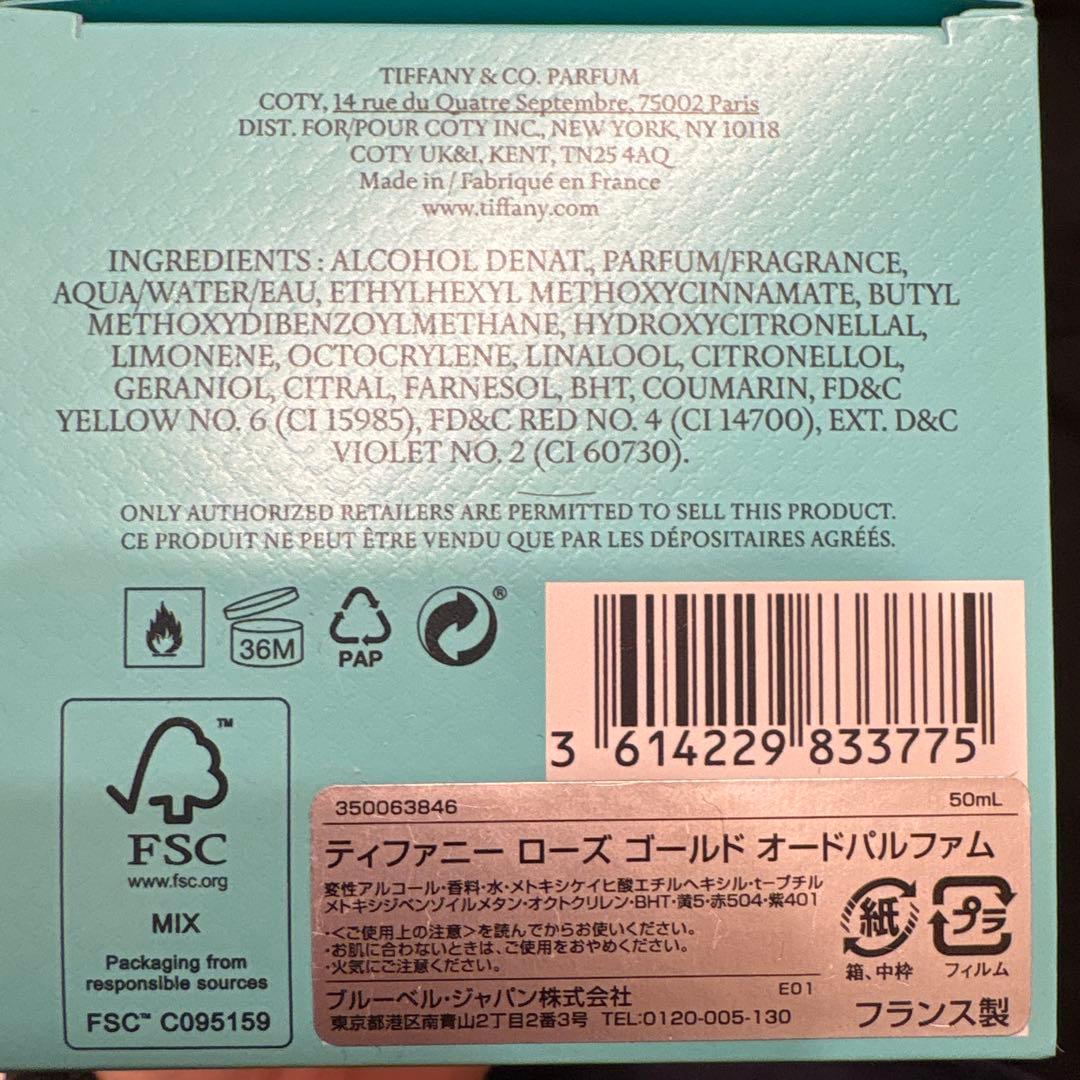 TIFFANY & CO. PARFUM
COTY, 14 rue du Quatre Septembre, 75002 Paris
DIST. FOR/POUR COTY INC., NEW YORK, NY 10118
COTY UK&I, KENT, TN25 4AQ
Made in / Fabriqué en France
www.tiffany.com
INGREDIENTS : ALCOHOL DENAT., PARFUM/FRAGRANCE,
AQUA/WATER/EAU, ETHYLHEXYL METHOXYCINNAMATE, BUTYL
METHOXYDIBENZOYLMETHANE, HYDROXYCITRONELLAL,
LIMONENE, OCTOCRYLENE, LINALOOL, CITRONELLOL,
GERANIOL, CITRAL, FARNESOL, BHT, COUMARIN, FD&C
YELLOW NO. 6 (CI 15985), FD&C RED NO. 4 (CI 14700), EXT. D&C
VIOLET NO. 2 (CI 60730).
ONLY AUTHORIZED RETAILERS ARE PERMITTED TO SELL THIS PRODUCT.
CE PRODUIT NE PEUT ÊTRE VENDU QUE PAR LES DÉPOSITAIRES AGRÉÉS.
36M
PAP
®
3 614229 833775
™
FSC
www.fsc.org
MIX
Packaging from
responsible sources
FSC™ C095159
350063846 50mL
ティファニー ローズ ゴールド オードパルファム
変性アルコール・香料・水・メトキシケイヒ酸エチルヘキシル・t-ブチル
メトキシジベンゾイルメタン・オクトクリレン・BHT・黄5・赤504・紫401
・<ご使用上の注意>を読んでからお使いください。
・お肌に合わないときは、ご使用をおやめください。
・火気にご注意ください。
紙 プラ
箱、中枠 フィルム
ブルーベル・ジャパン株式会社 E01
東京都港区南青山2丁目2番3号 TEL:0120-005-130
フランス製